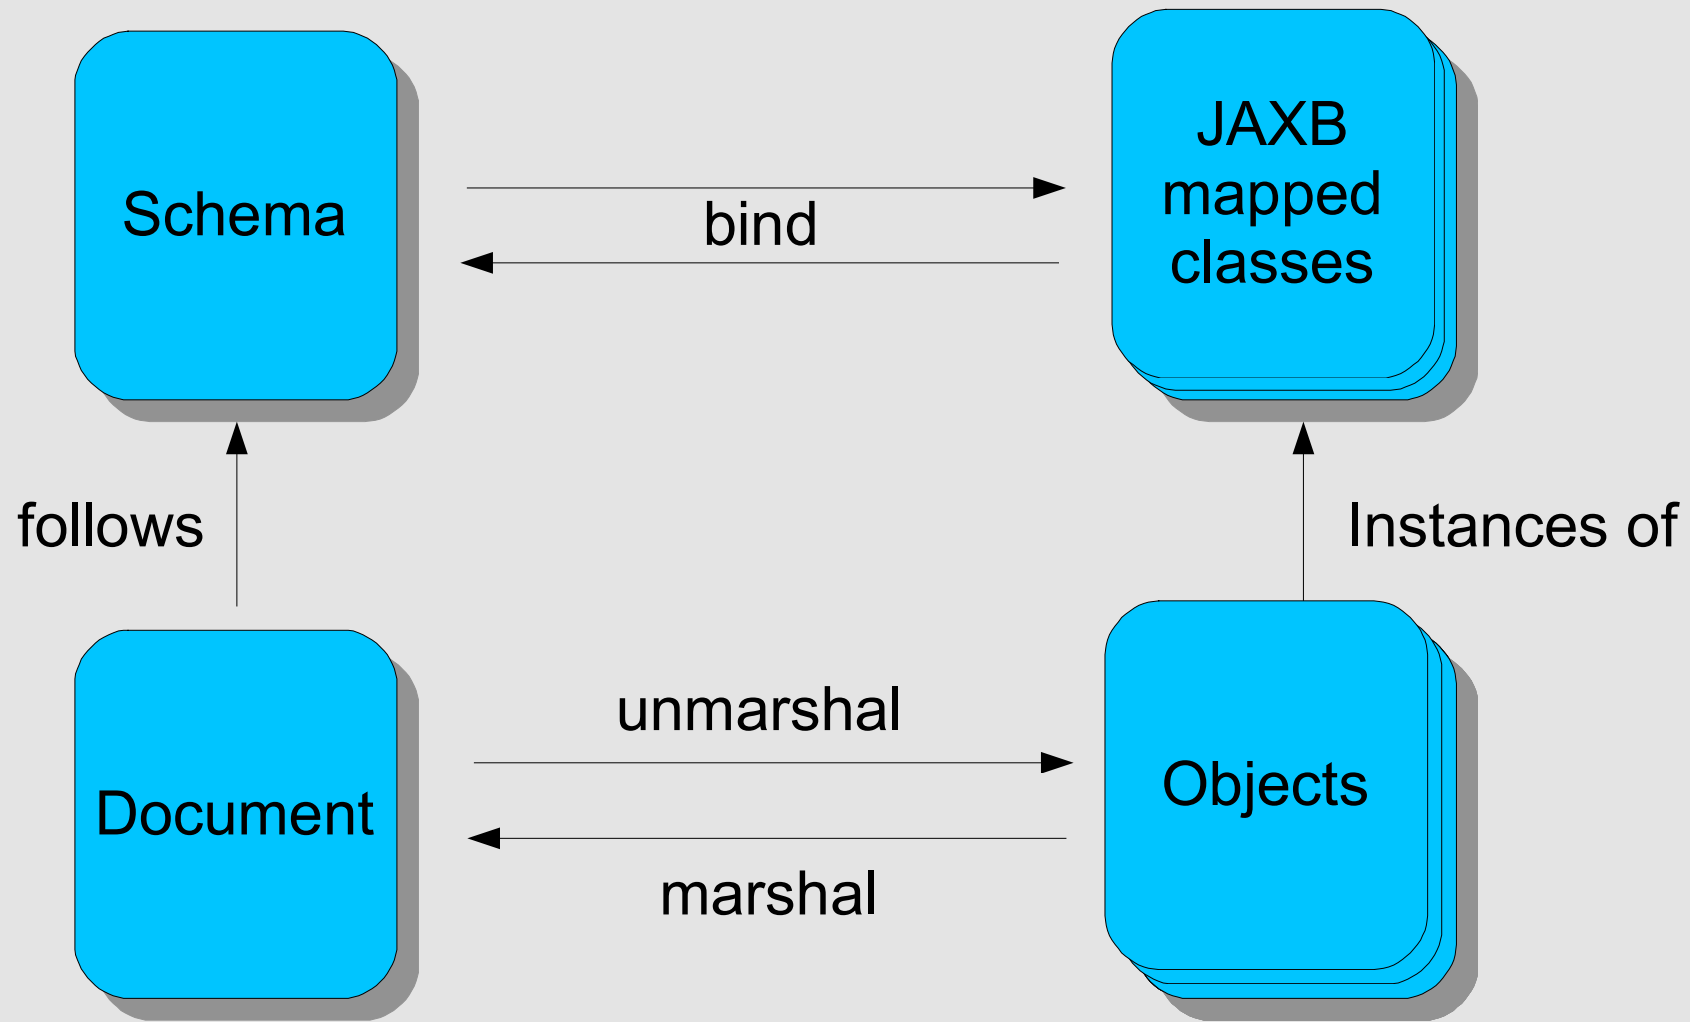 Schema
bind
JAXB
mapped
classes
follows
Instances of
Document
unmarshal
marshal
Objects